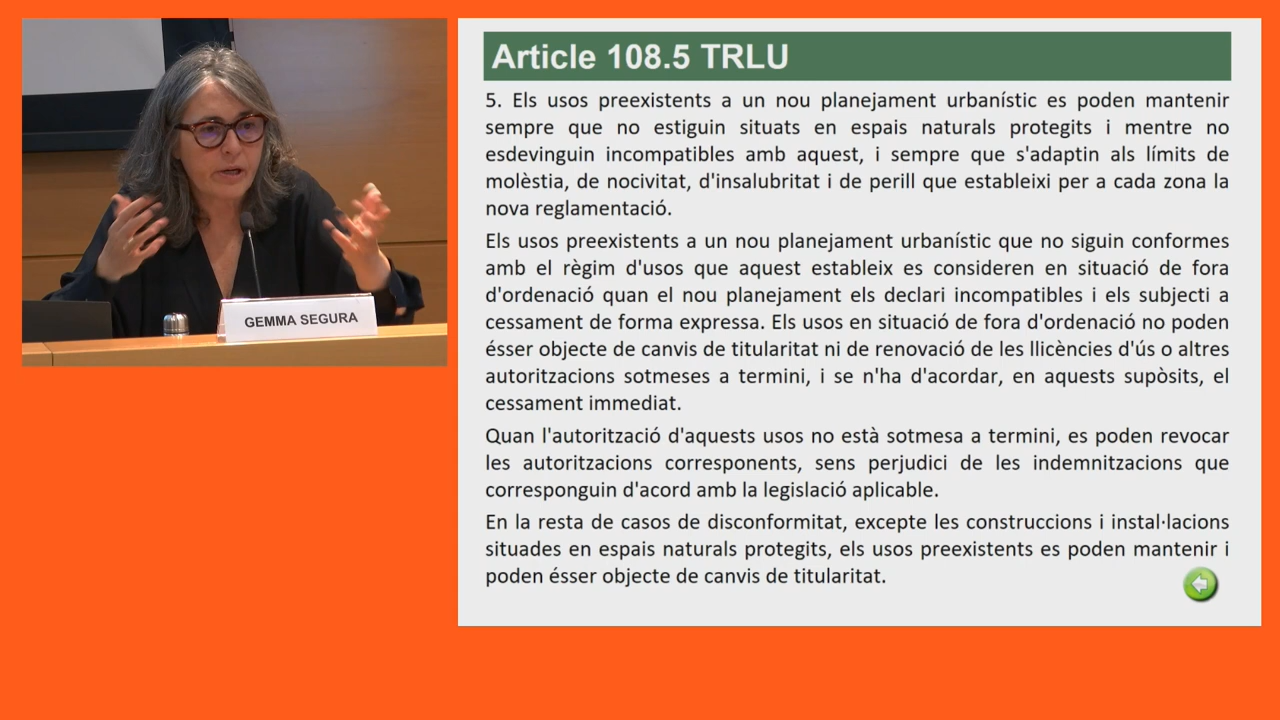 GEMMA SEGURA
Article 108.5 TRLU
5. Els usos preexistents a un nou planejament urbanístic es poden mantenir
sempre que no estiguin situats en espais naturals protegits i mentre no
esdevinguin incompatibles amb aquest, i sempre que s'adaptin als límits de
molèstia, de nocivitat, d'insalubritat i de perill que estableixi per a cada zona la
nova reglamentació.
Els usos preexistents a un nou planejament urbanístic que no siguin conformes
amb el règim d'usos que aquest estableix es consideren en situació de fora
d'ordenació quan el nou planejament els declari incompatibles i els subjecti a
cessament de forma expressa. Els usos en situació de fora d'ordenació no poden
ésser objecte de canvis de titularitat ni de renovació de les llicències d'ús o altres
autoritzacions sotmeses a termini, i se n'ha d'acordar, en aquests supòsits, el
cessament immediat.
Quan l'autorització d'aquests usos no està sotmesa a termini, es poden revocar
les autoritzacions corresponents, sens perjudici de les indemnitzacions que
corresponguin d'acord amb la legislació aplicable.
En la resta de casos de disconformitat, excepte les construccions i instal·lacions
situades en espais naturals protegits, els usos preexistents es poden mantenir i
poden ésser objecte de canvis de titularitat.